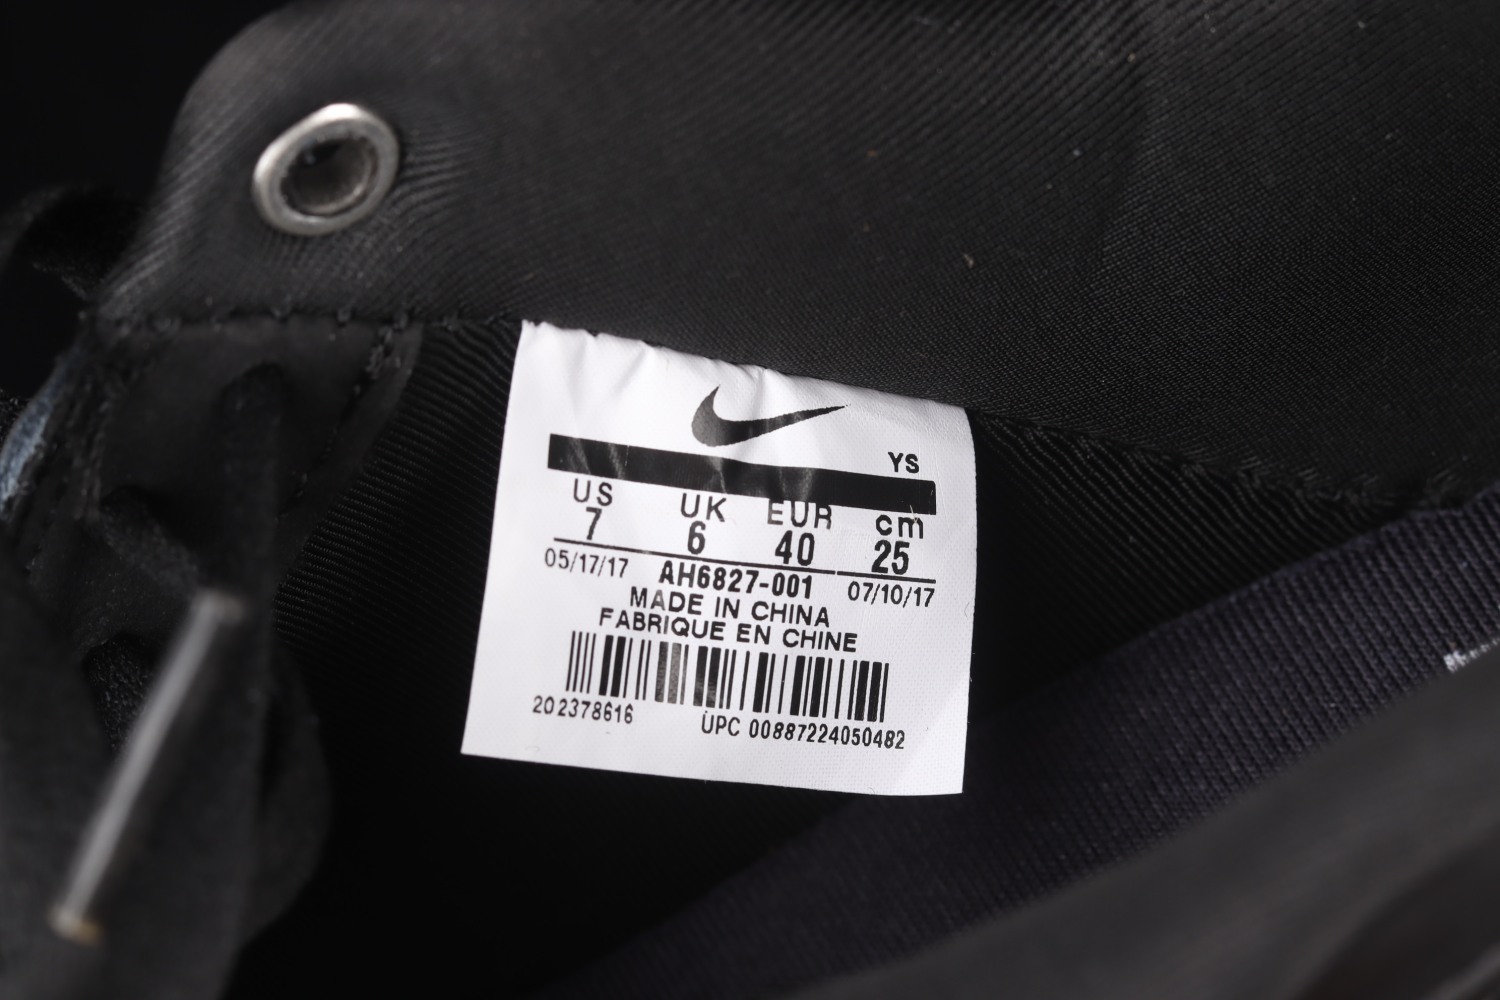 YS
US UK EUR cm
7 6 40 25
05/17/17 AH6827-001 07/10/17
MADE IN CHINA
FABRIQUE EN CHINE
202378616 UPC 00887224050482